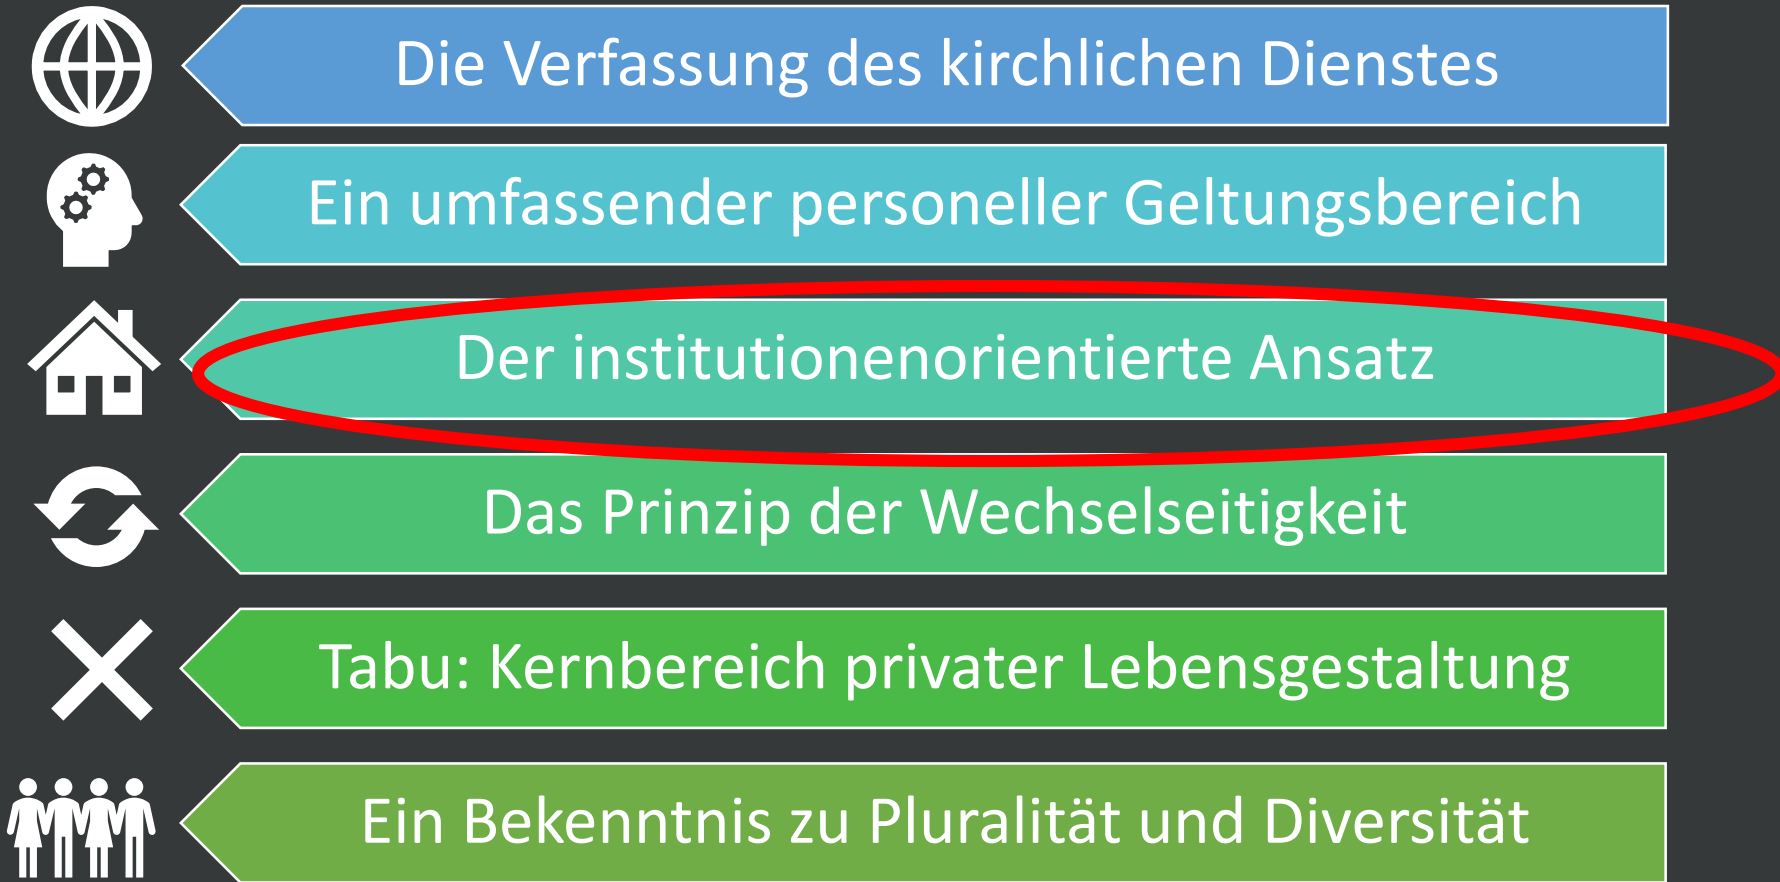 Die Verfassung des kirchlichen Dienstes
Ein umfassender personeller Geltungsbereich
Der institutionenorientierte Ansatz
Das Prinzip der Wechselseitigkeit
Tabu: Kernbereich privater Lebensgestaltung
Ein Bekenntnis zu Pluralität und Diversität